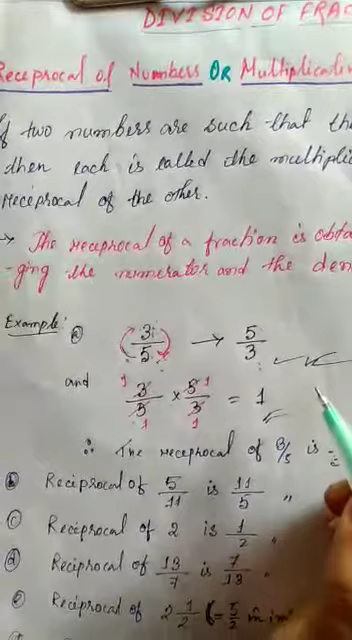 DIVISION OF FRAC
Reciprocal of Numbers OR Multiplicativ
If two numbers are such that the
then each is called the multiplic
reciprocal of the other.
→ The reciprocal of a fraction is obta
-ging the numerator and the den
Example: ⓐ 3/5 → 5/3
and 3/5 × 5/3 = 1
∴ The reciprocal of 3/5 is
ⓑ Reciprocal of 5/11 is 11/5 "
ⓒ Reciprocal of 2 is 1/2 "
ⓓ Reciprocal of 13/7 is 7/13 "
ⓔ Reciprocal of 2 1/2 (= 5/2 in im